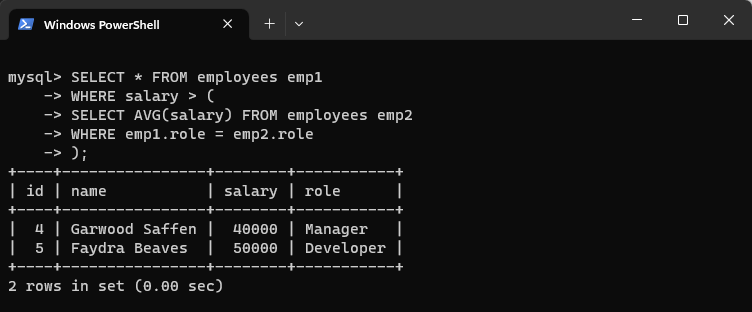 Windows PowerShell
mysql> SELECT * FROM employees emp1
    -> WHERE salary > (
    -> SELECT AVG(salary) FROM employees emp2
    -> WHERE emp1.role = emp2.role
    -> );
+----+----------------+--------+-----------+
| id | name           | salary | role      |
+----+----------------+--------+-----------+
|  4 | Garwood Saffen |  40000 | Manager   |
|  5 | Faydra Beaves  |  50000 | Developer |
+----+----------------+--------+-----------+
2 rows in set (0.00 sec)